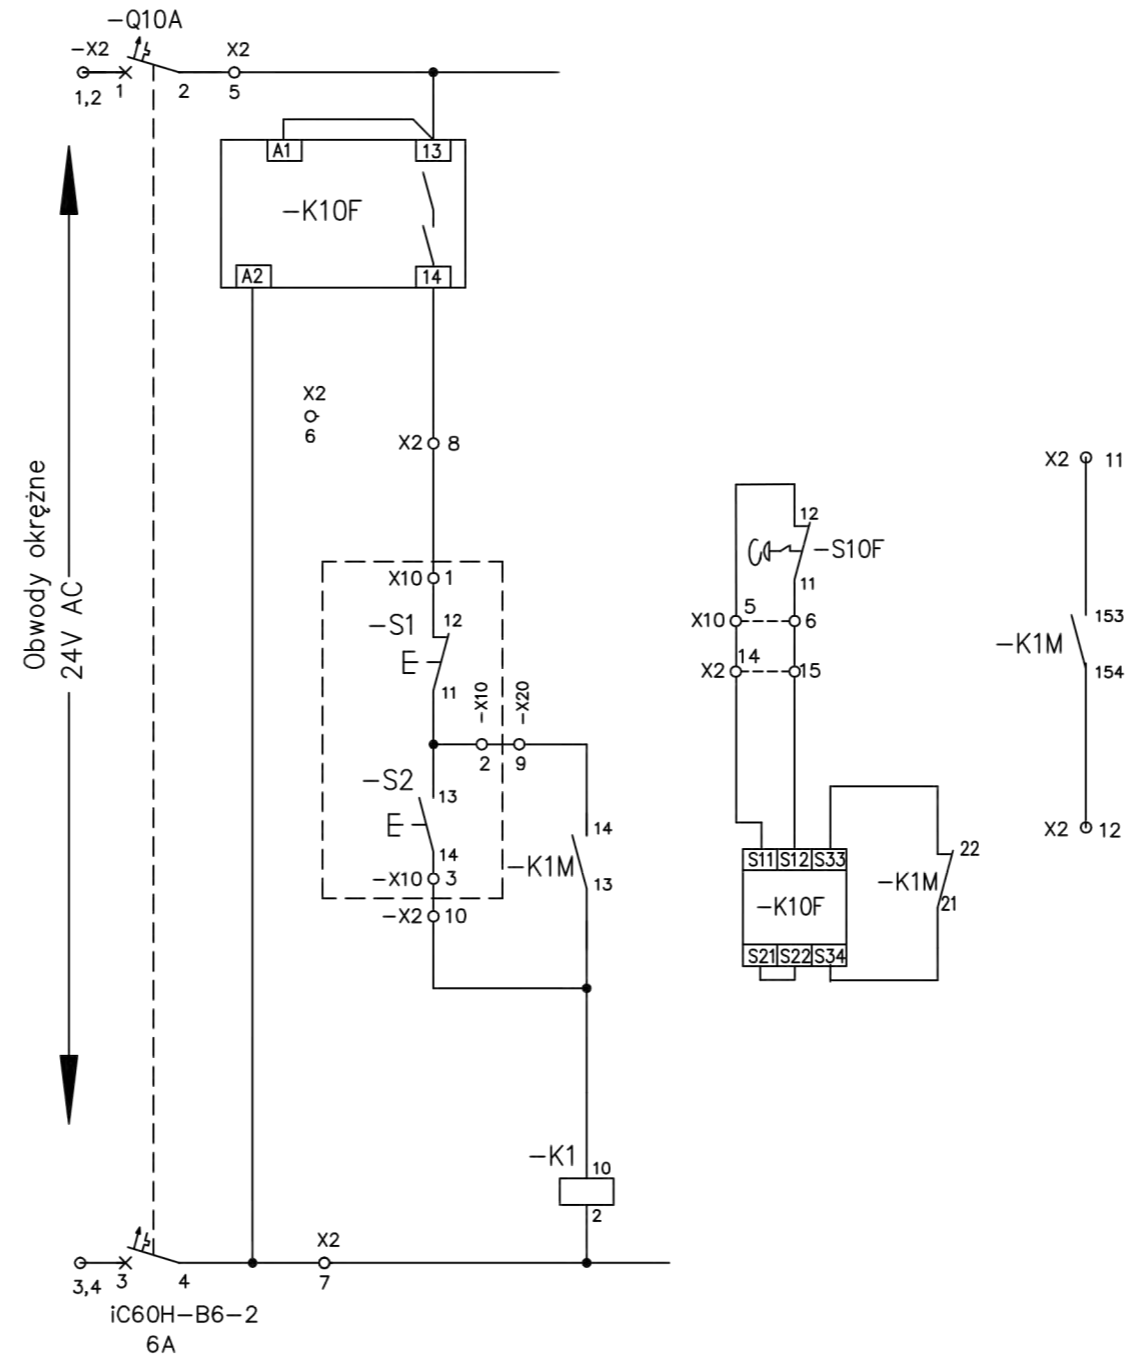 -Q10A
-X2
X2
1,2
1
2
5
A1
13
-K10F
A2
14
X2
6
X2
8
Obwody okrężne
24V AC
X10
1
-S1
12
E
11
-X10
-X20
2
9
-S2
13
E
14
-X10
3
-X2
10
14
-K1M
13
12
-S10F
11
X10
5
6
X2
14
15
S11
S12
S33
-K10F
S21
S22
S34
22
-K1M
21
X2
11
153
-K1M
154
X2
12
-K1
10
2
X2
7
3,4
3
4
iC60H-B6-2
6A